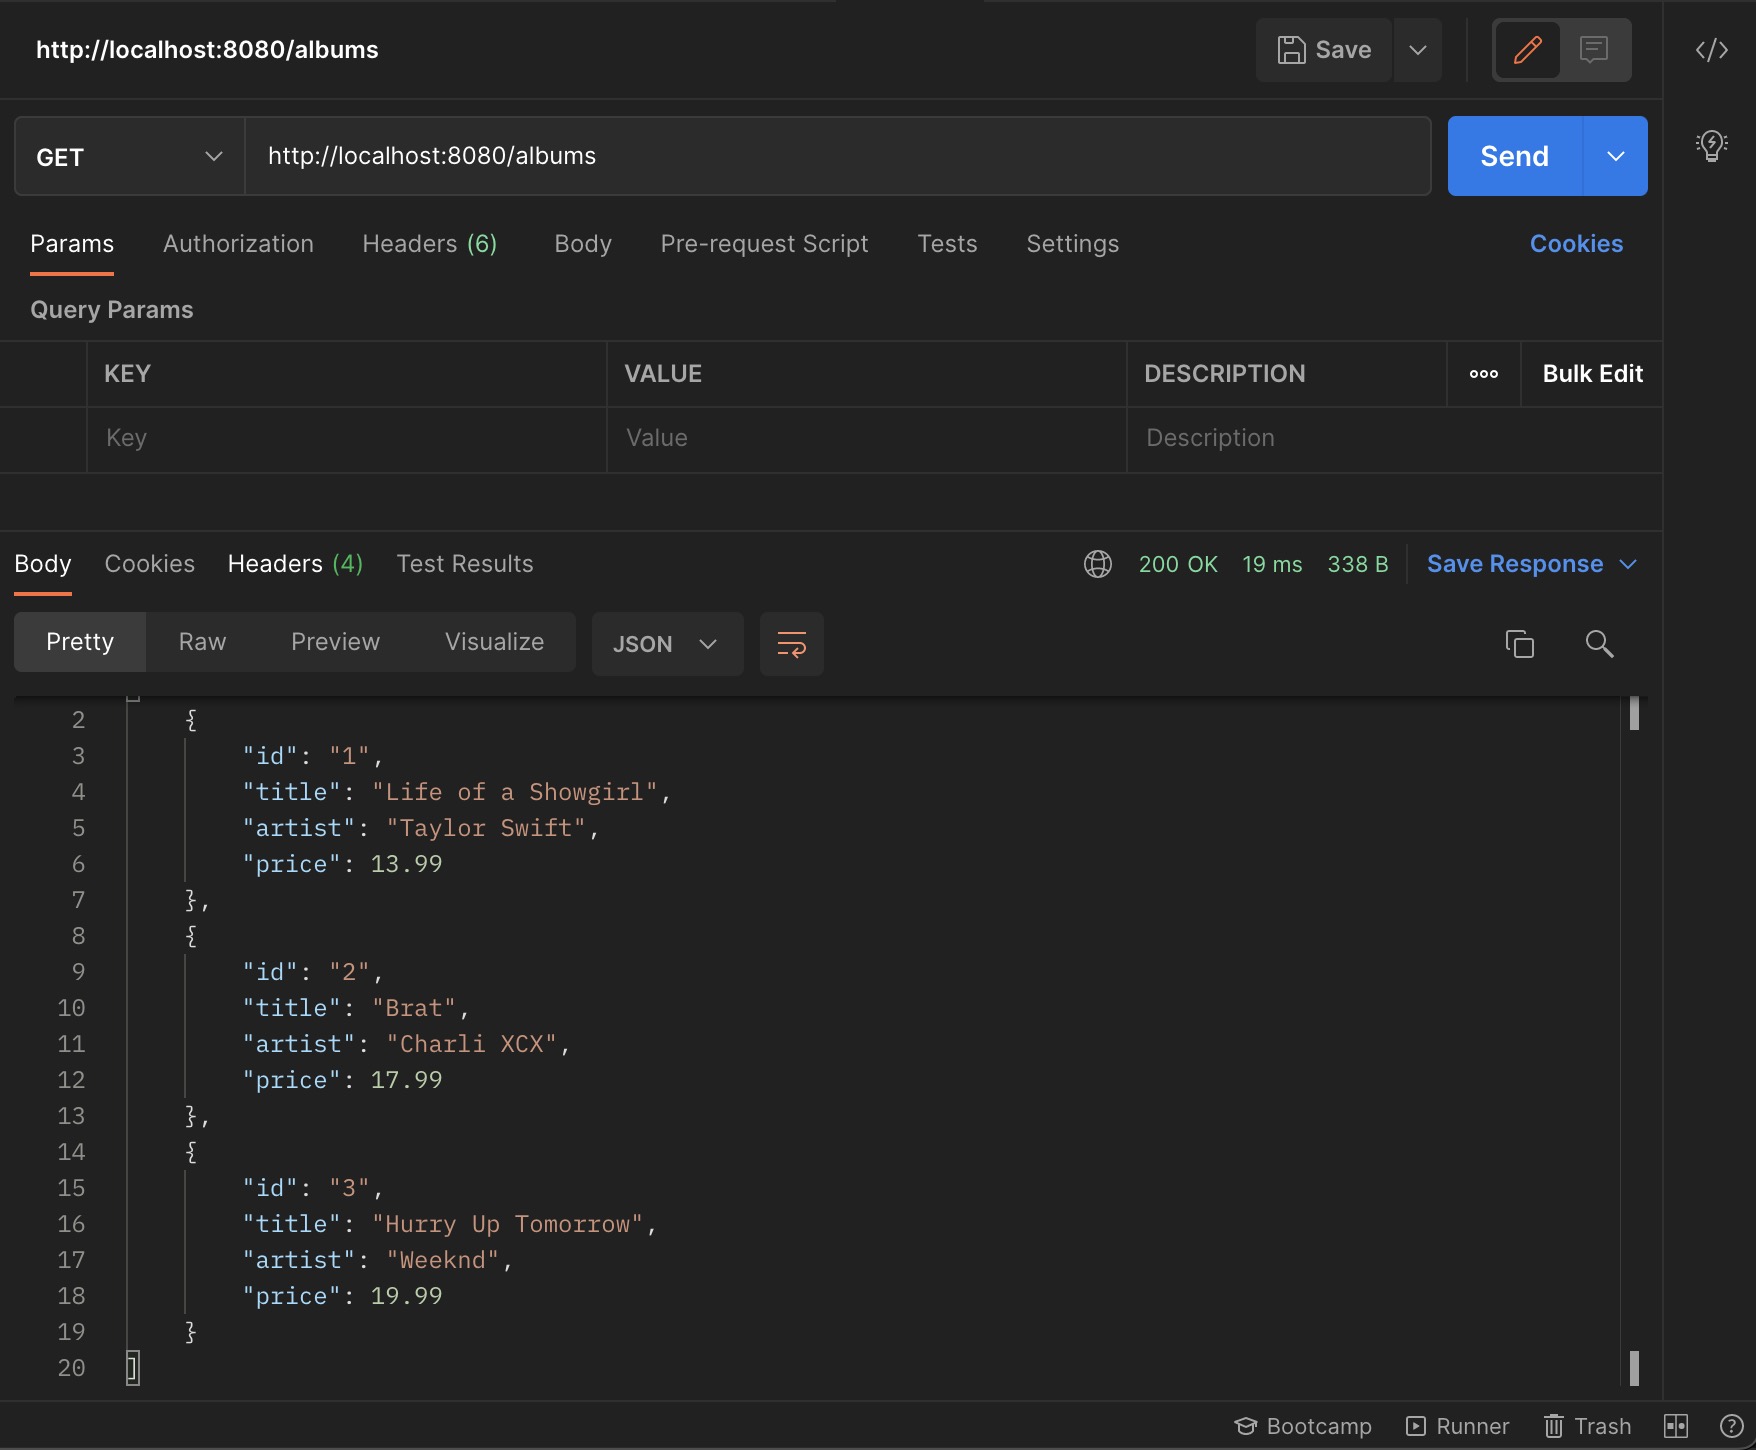 http://localhost:8080/albums Save
GET http://localhost:8080/albums Send
Params Authorization Headers (6) Body Pre-request Script Tests Settings Cookies
Query Params
KEY VALUE DESCRIPTION Bulk Edit
Key Value Description
Body Cookies Headers (4) Test Results 200 OK 19 ms 338 B Save Response
Pretty Raw Preview Visualize JSON
2 {
3 "id": "1",
4 "title": "Life of a Showgirl",
5 "artist": "Taylor Swift",
6 "price": 13.99
7 },
8 {
9 "id": "2",
10 "title": "Brat",
11 "artist": "Charli XCX",
12 "price": 17.99
13 },
14 {
15 "id": "3",
16 "title": "Hurry Up Tomorrow",
17 "artist": "Weeknd",
18 "price": 19.99
19 }
20 ]
Bootcamp Runner Trash